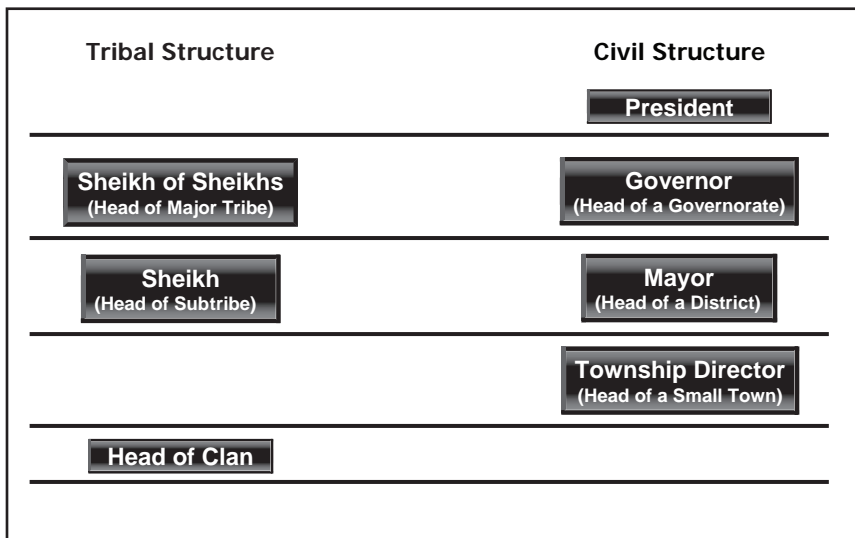 Tribal Structure
Civil Structure
President
Sheikh of Sheikhs
(Head of Major Tribe)
Governor
(Head of a Governorate)
Sheikh
(Head of Subtribe)
Mayor
(Head of a District)
Township Director
(Head of a Small Town)
Head of Clan